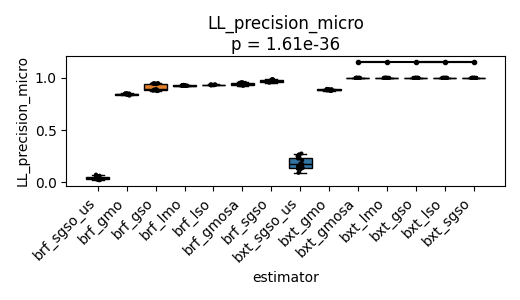 LL_precision_micro
p = 1.61e-36
LL_precision_micro
1.0
0.5
0.0
brf_sgso_us
brf_gmo
brf_gso
brf_lmo
brf_lso
brf_gmosa
brf_sgso
bxt_sgso_us
bxt_gmo
bxt_gmosa
bxt_lmo
bxt_gso
bxt_lso
bxt_sgso
estimator